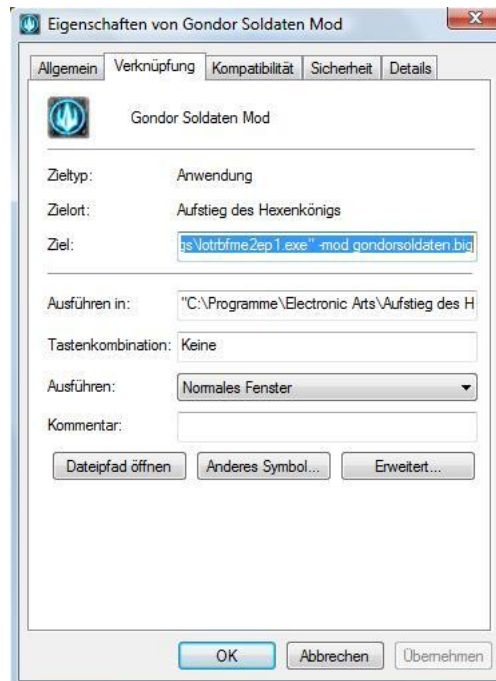 Eigenschaften von Gondor Soldaten Mod
Allgemein Verknüpfung Kompatibilität Sicherheit Details
Gondor Soldaten Mod
Zieltyp: Anwendung
Zielort: Aufstieg des Hexenkönigs
Ziel: gs\lotrbfme2ep1.exe" -mod gondorsoldaten.big
Ausführen in: "C:\Programme\Electronic Arts\Aufstieg des H
Tastenkombination: Keine
Ausführen: Normales Fenster
Kommentar:
Dateipfad öffnen Anderes Symbol... Erweitert...
OK Abbrechen Übernehmen